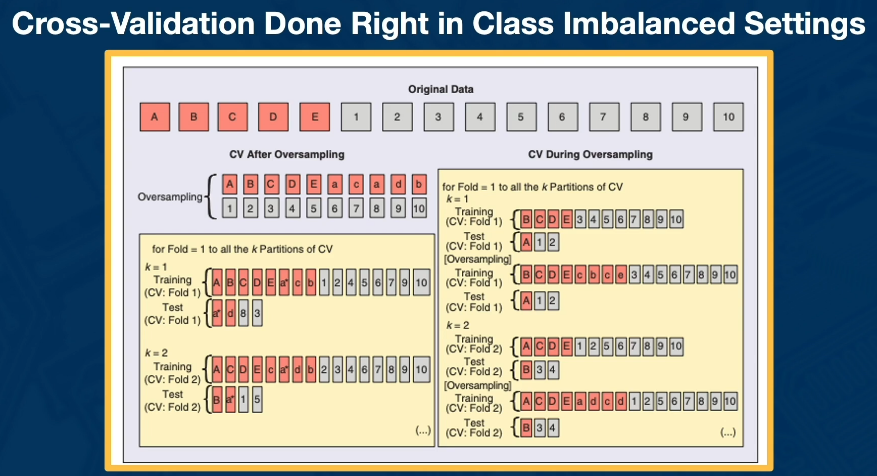 Cross-Validation Done Right in Class Imbalanced Settings
Original Data
A B C D E 1 2 3 4 5 6 7 8 9 10
CV After Oversampling
Oversampling
A B C D E a c a d b
1 2 3 4 5 6 7 8 9 10
for Fold = 1 to all the k Partitions of CV
k = 1
Training
(CV: Fold 1)
A B C D E a* c b 1 2 4 5 6 7 9 10
Test
(CV: Fold 1)
a* d 8 3
k = 2
Training
(CV: Fold 2)
A C D E c a* d b 2 3 4 6 7 8 9 10
Test
(CV: Fold 2)
B a* 1 5
(...)
CV During Oversampling
for Fold = 1 to all the k Partitions of CV
k = 1
Training
(CV: Fold 1)
B C D E 3 4 5 6 7 8 9 10
Test
(CV: Fold 1)
A 1 2
[Oversampling]
Training
(CV: Fold 1)
B C D E c b c e 3 4 5 6 7 8 9 10
Test
(CV: Fold 1)
A 1 2
k = 2
Training
(CV: Fold 2)
A C D E 1 2 5 6 7 8 9 10
Test
(CV: Fold 2)
B 3 4
[Oversampling]
Training
(CV: Fold 2)
A C D E a d c d 1 2 5 6 7 8 9 10
Test
(CV: Fold 2)
B 3 4
(...)